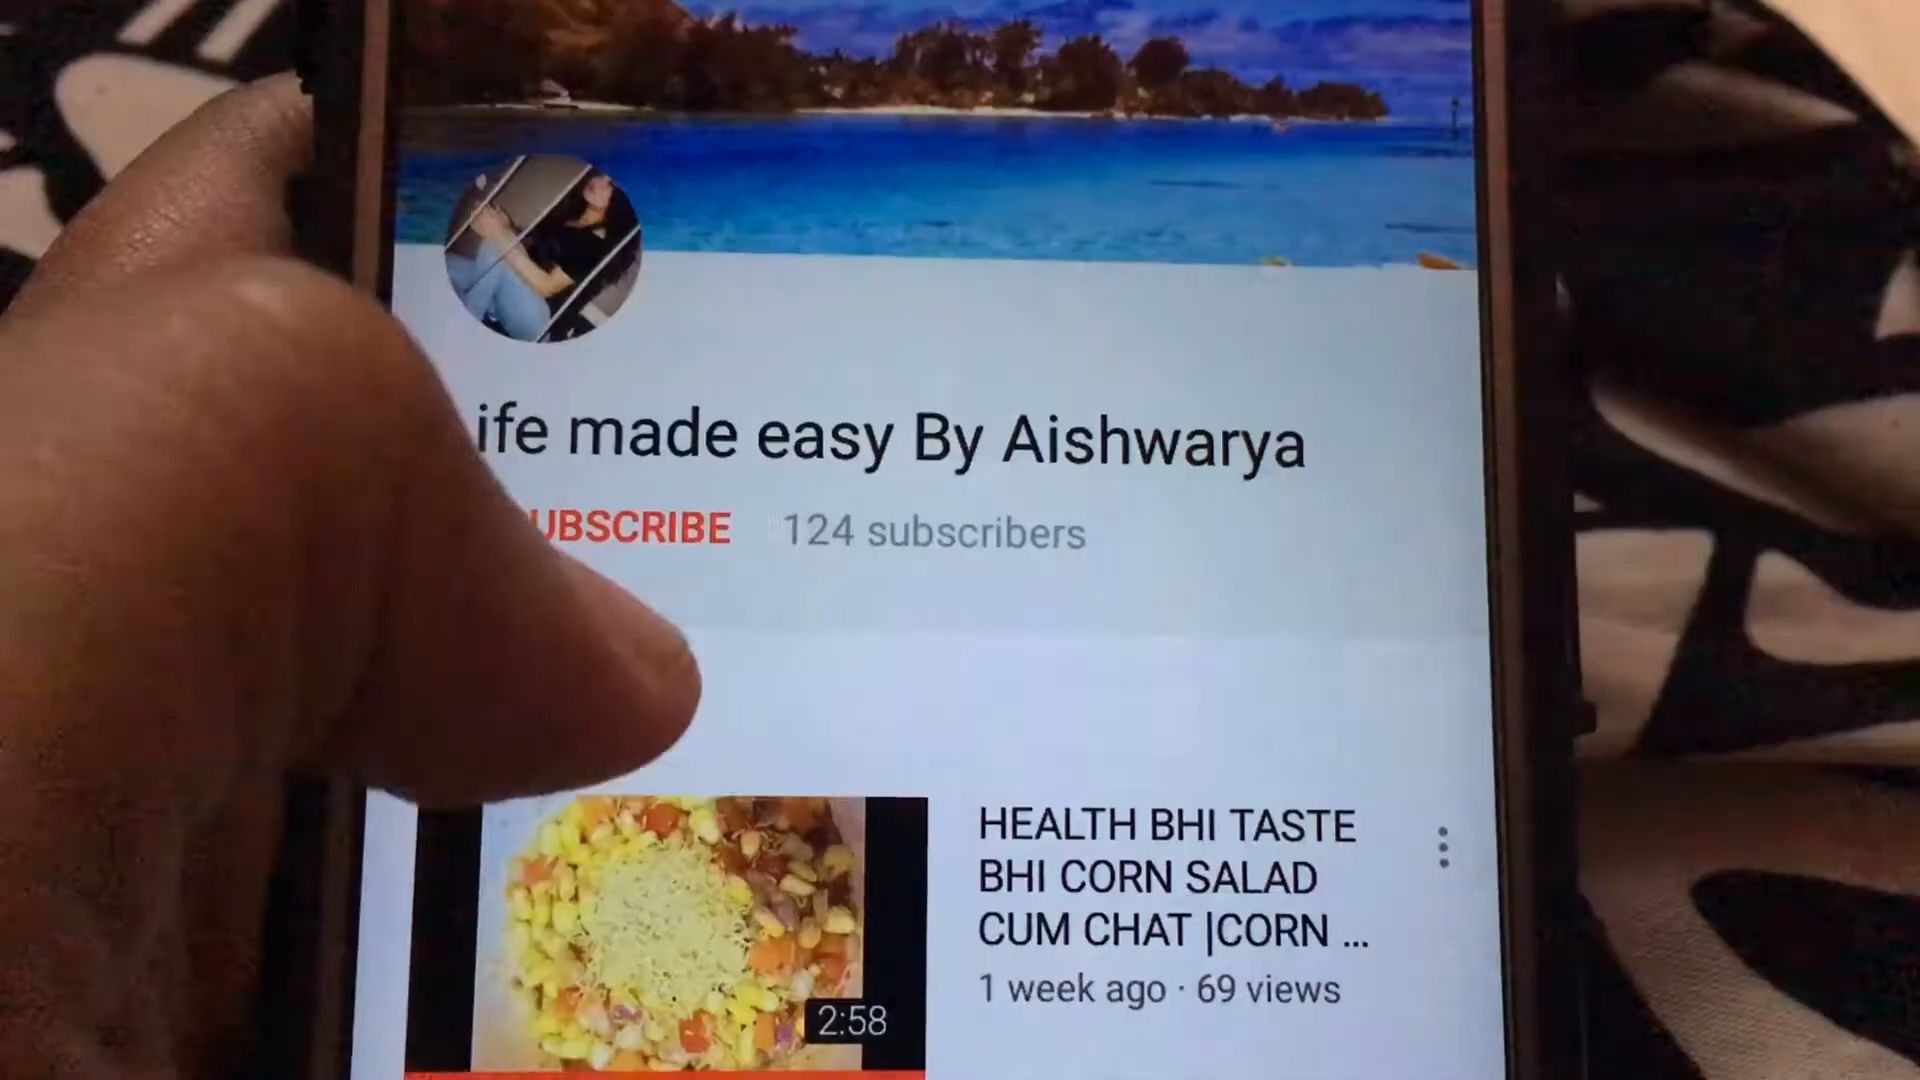 ife made easy By Aishwarya
UBSCRIBE 124 subscribers
HEALTH BHI TASTE
BHI CORN SALAD
CUM CHAT |CORN ...
1 week ago · 69 views
2:58